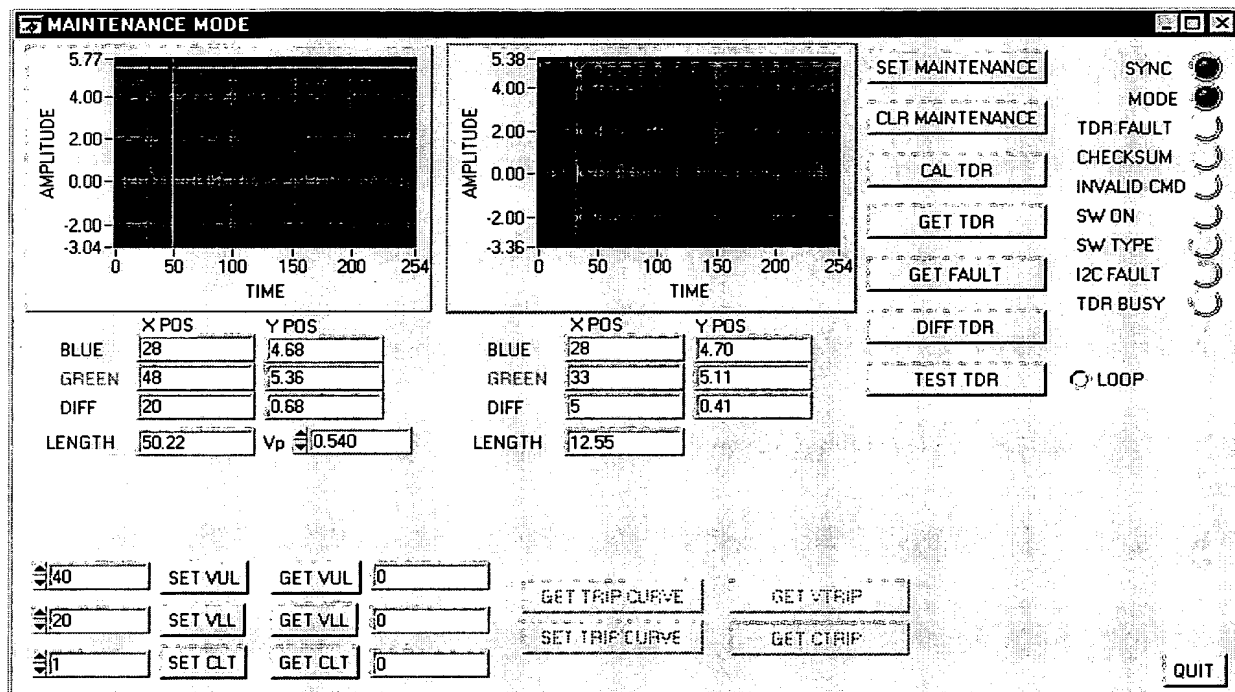 MAINTENANCE MODE
5.77
4.00
2.00
0.00
-2.00
-3.04
AMPLITUDE
0 50 100 150 200 254
TIME
5.38
4.00
2.00
0.00
-2.00
-3.36
AMPLITUDE
0 50 100 150 200 254
TIME
SET MAINTENANCE
CLR MAINTENANCE
CAL TDR
GET TDR
GET FAULT
DIFF TDR
TEST TDR
SYNC
MODE
TDR FAULT
CHECKSUM
INVALID CMD
SW ON
SW TYPE
I2C FAULT
TDR BUSY
LOOP
X POS Y POS
BLUE 28 4.68
GREEN 48 5.36
DIFF 20 0.68
LENGTH 50.22 Vp 0.540
X POS Y POS
BLUE 28 4.70
GREEN 33 5.11
DIFF 5 0.41
LENGTH 12.55
40 SET VUL GET VUL 0
20 SET VLL GET VLL 0
1 SET CLT GET CLT 0
GET TRIP CURVE GET VTRIP
SET TRIP CURVE GET CTRIP
QUIT